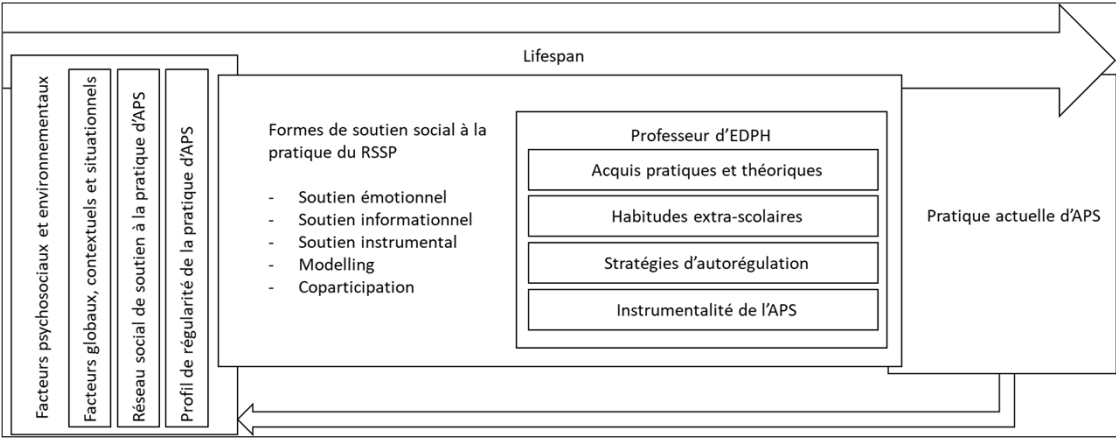 Lifespan
Facteurs psychosociaux et environnementaux
Facteurs globaux, contextuels et situationnels
Réseau social de soutien à la pratique d'APS
Profil de régularité de la pratique d'APS
Formes de soutien social à la
pratique du RSSP
- Soutien émotionnel
- Soutien informationnel
- Soutien instrumental
- Modelling
- Coparticipation
Professeur d'EDPH
Acquis pratiques et théoriques
Habitudes extra-scolaires
Stratégies d'autorégulation
Instrumentalité de l'APS
Pratique actuelle d'APS